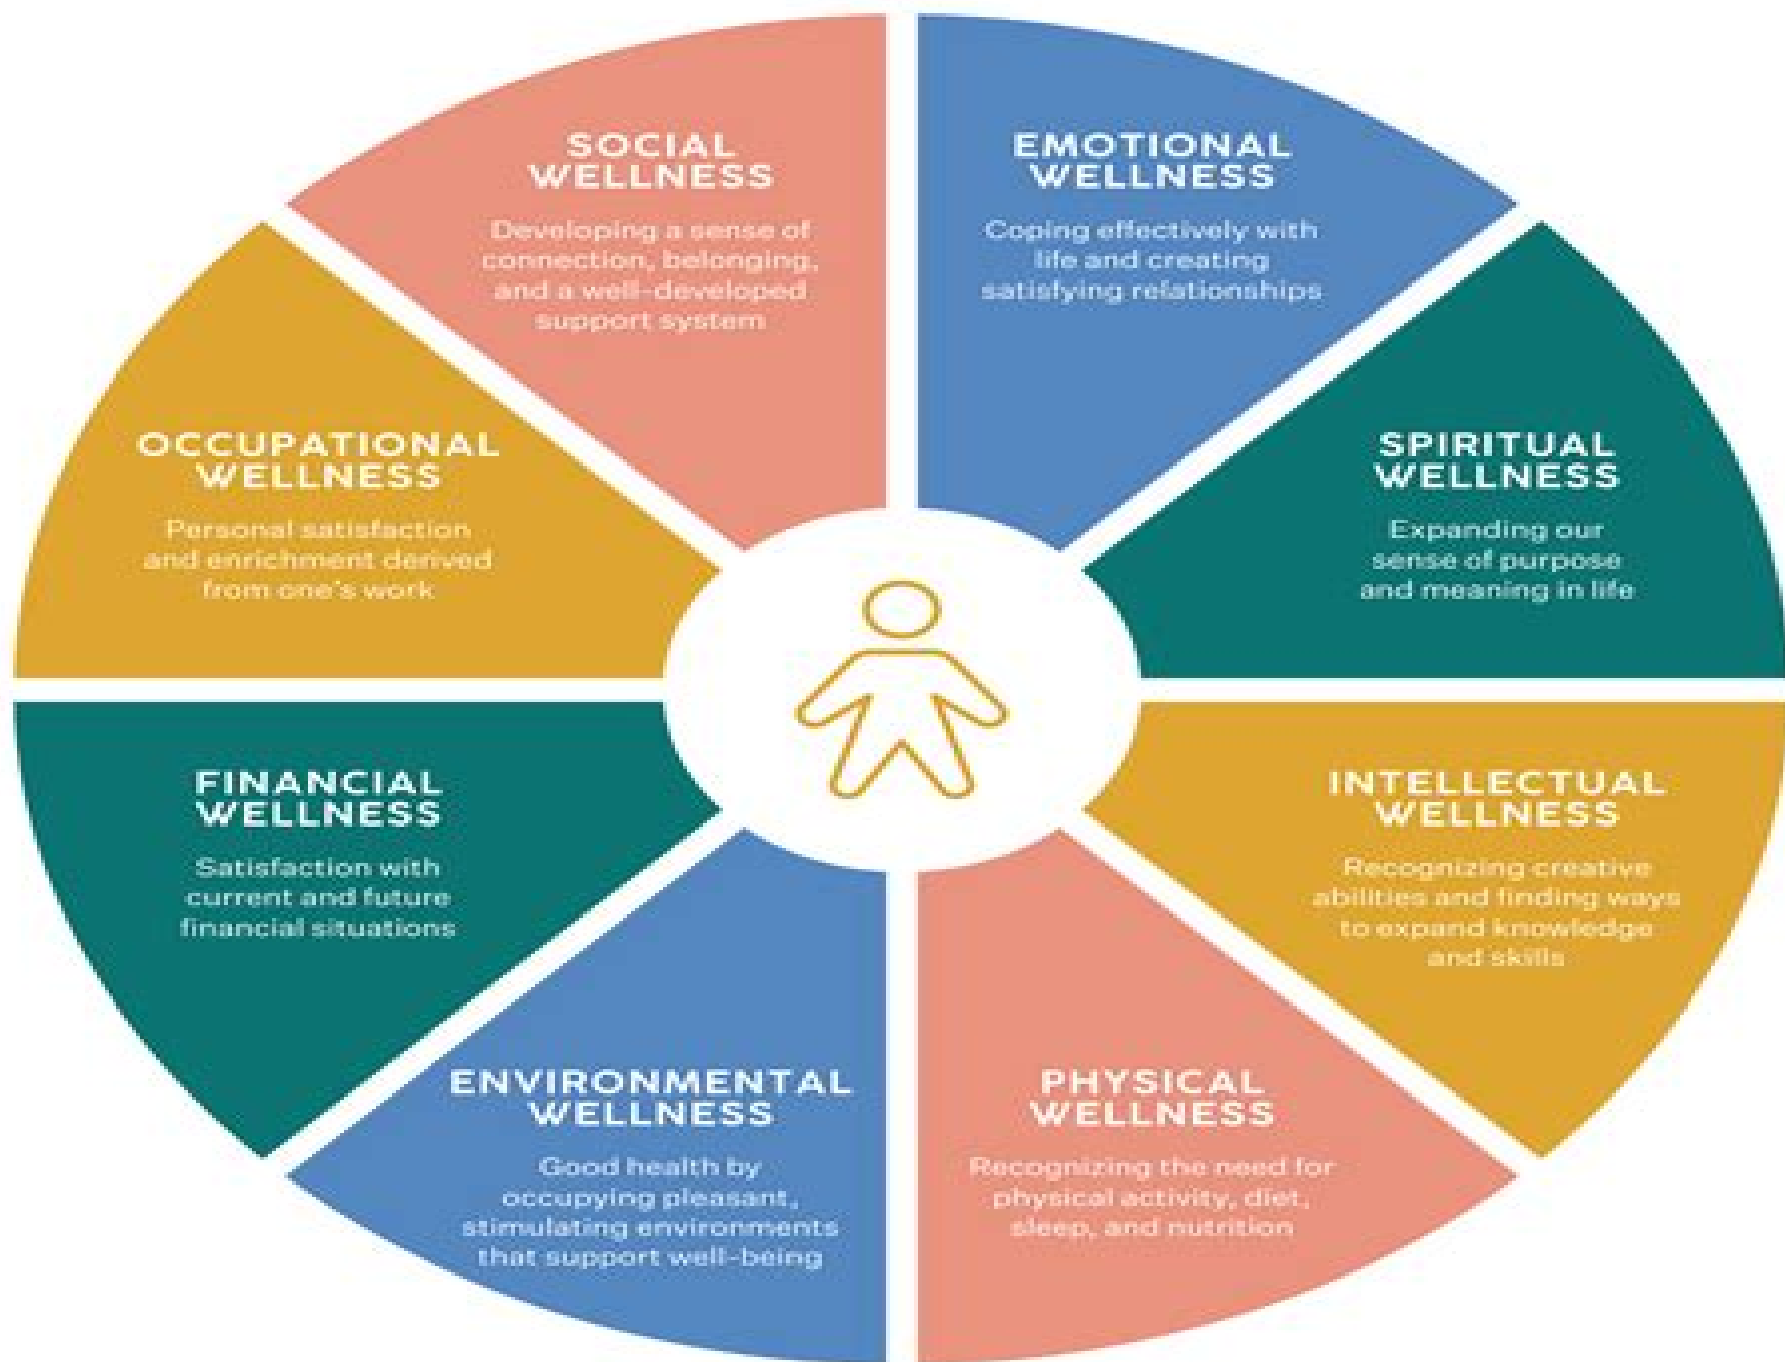 SOCIAL
WELLNESS
Developing a sense of
connection, belonging,
and a well-developed
support system
EMOTIONAL
WELLNESS
Coping effectively with
life and creating
satisfying relationships
SPIRITUAL
WELLNESS
Expanding our
sense of purpose
and meaning in life
INTELLECTUAL
WELLNESS
Recognizing creative
abilities and finding ways
to expand knowledge
and skills
PHYSICAL
WELLNESS
Recognizing the need for
physical activity, diet,
sleep, and nutrition
ENVIRONMENTAL
WELLNESS
Good health by
occupying pleasant,
stimulating environments
that support well-being
FINANCIAL
WELLNESS
Satisfaction with
current and future
financial situations
OCCUPATIONAL
WELLNESS
Personal satisfaction
and enrichment derived
from one's work